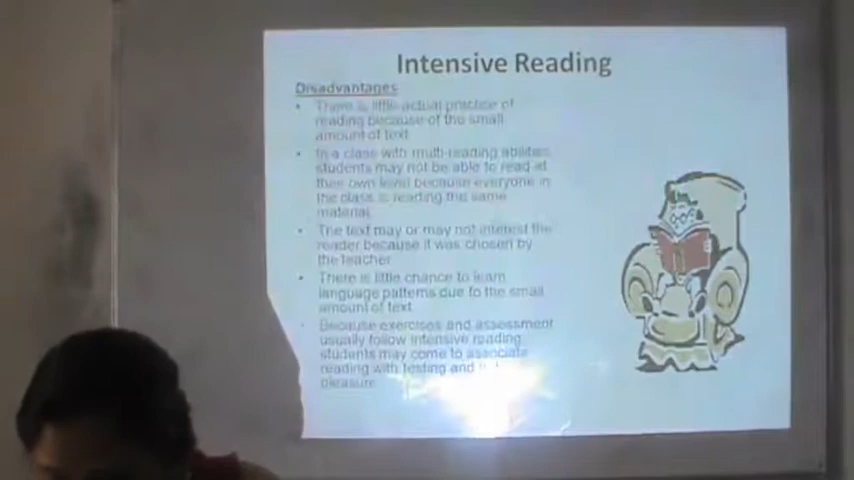 Intensive Reading
Disadvantages
• There is little actual practice of
reading because of the small
amount of text.
• In a class with multi-reading abilities,
students may not be able to read at
their own level because everyone in
the class is reading the same
material.
• The text may or may not interest the
reader because it was chosen by
the teacher.
• There is little chance to learn
language patterns due to the small
amount of text.
• Because exercises and assessment
usually follow intensive reading,
students may come to associate
reading with testing and
pleasure.